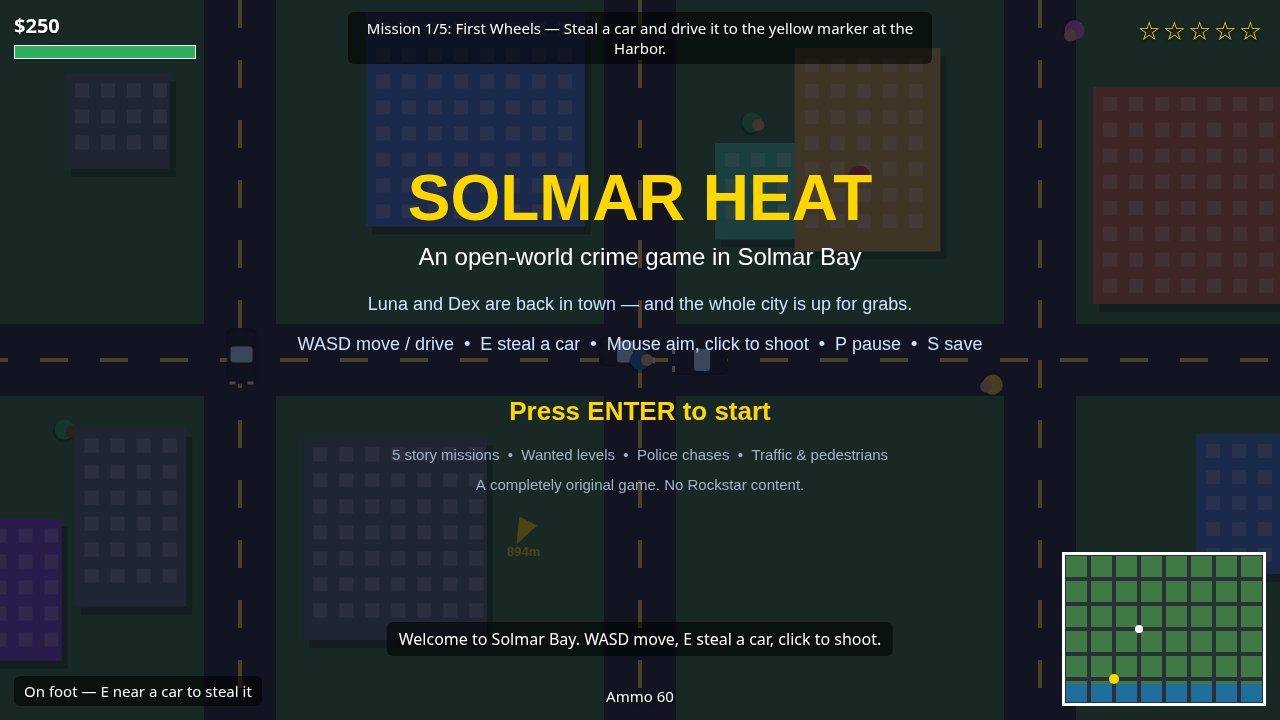 $250
Mission 1/5: First Wheels — Steal a car and drive it to the yellow marker at the
Harbor.
☆☆☆☆☆
SOLMAR HEAT
An open-world crime game in Solmar Bay
Luna and Dex are back in town — and the whole city is up for grabs.
WASD move / drive • E steal a car • Mouse aim, click to shoot • P pause • S save
Press ENTER to start
5 story missions • Wanted levels • Police chases • Traffic & pedestrians
A completely original game. No Rockstar content.
894m
Welcome to Solmar Bay. WASD move, E steal a car, click to shoot.
On foot — E near a car to steal it
Ammo 60